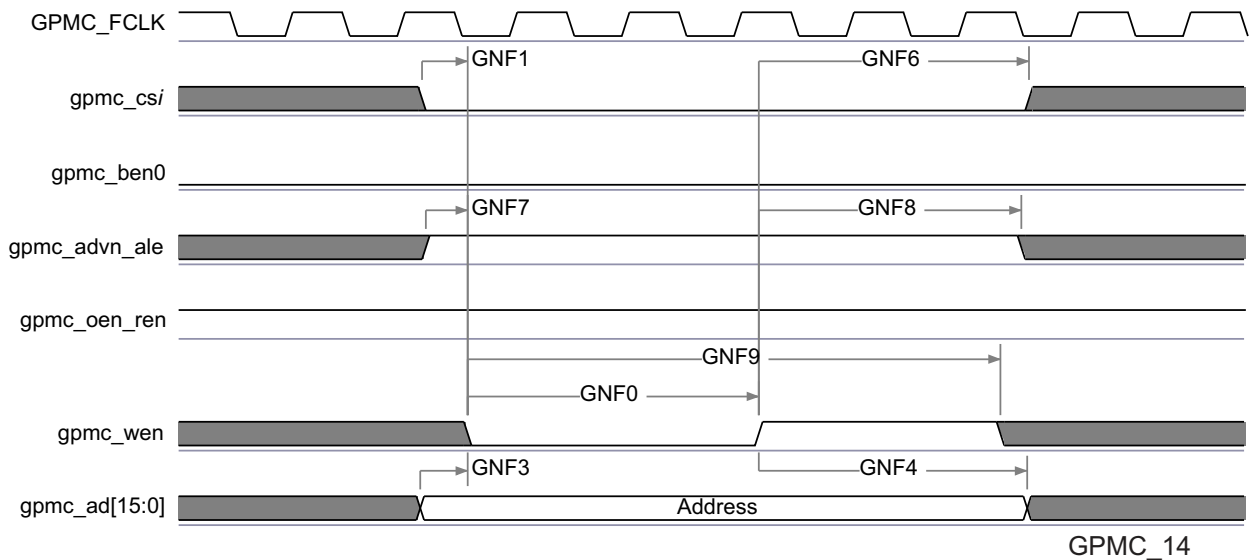 GPMC_FCLK
GNF1
GNF6
gpmc_csi
gpmc_ben0
GNF7
GNF8
gpmc_advn_ale
gpmc_oen_ren
GNF9
GNF0
gpmc_wen
GNF3
GNF4
gpmc_ad[15:0]
Address
GPMC_14